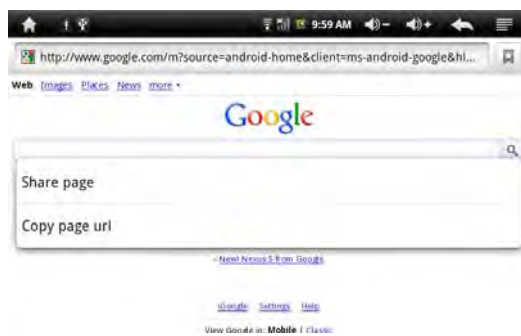 9:59 AM
http://www.google.com/m?source=android-home&client=ms-android-google&hl...
Web Images Places News more
Google
Share page
Copy page url
New! Nexus S from Google
iGoogle Settings Help
View Google in: Mobile | Classic